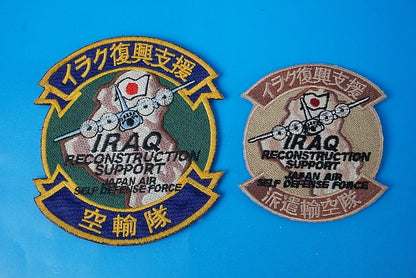 イラク復興支援
IRAQ
RECONSTRUCTION
SUPPORT
JAPAN AIR
SELF DEFENSE FORCE
空輸隊
イラク復興支援
IRAQ
RECONSTRUCTION
SUPPORT
JAPAN AIR
SELF DEFENSE FORCE
派遣輸空隊